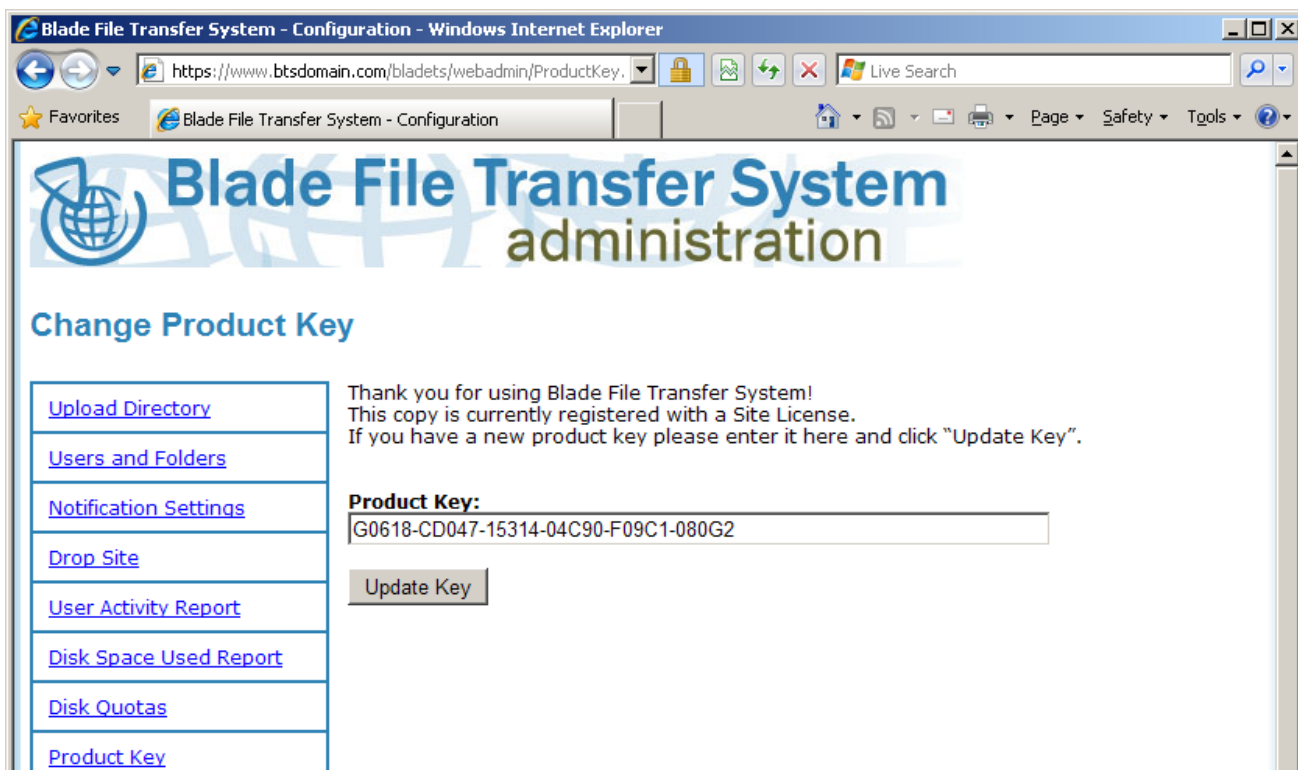 Blade File Transfer System - Configuration - Windows Internet Explorer
https://www.btsdomain.com/bladets/webadmin/ProductKey.
Live Search
Favorites
Blade File Transfer System - Configuration
Page
Safety
Tools
Blade File Transfer System
administration
Change Product Key
Upload Directory
Users and Folders
Notification Settings
Drop Site
User Activity Report
Disk Space Used Report
Disk Quotas
Product Key
Thank you for using Blade File Transfer System!
This copy is currently registered with a Site License.
If you have a new product key please enter it here and click “Update Key”.
Product Key:
G0618-CD047-15314-04C90-F09C1-080G2
Update Key